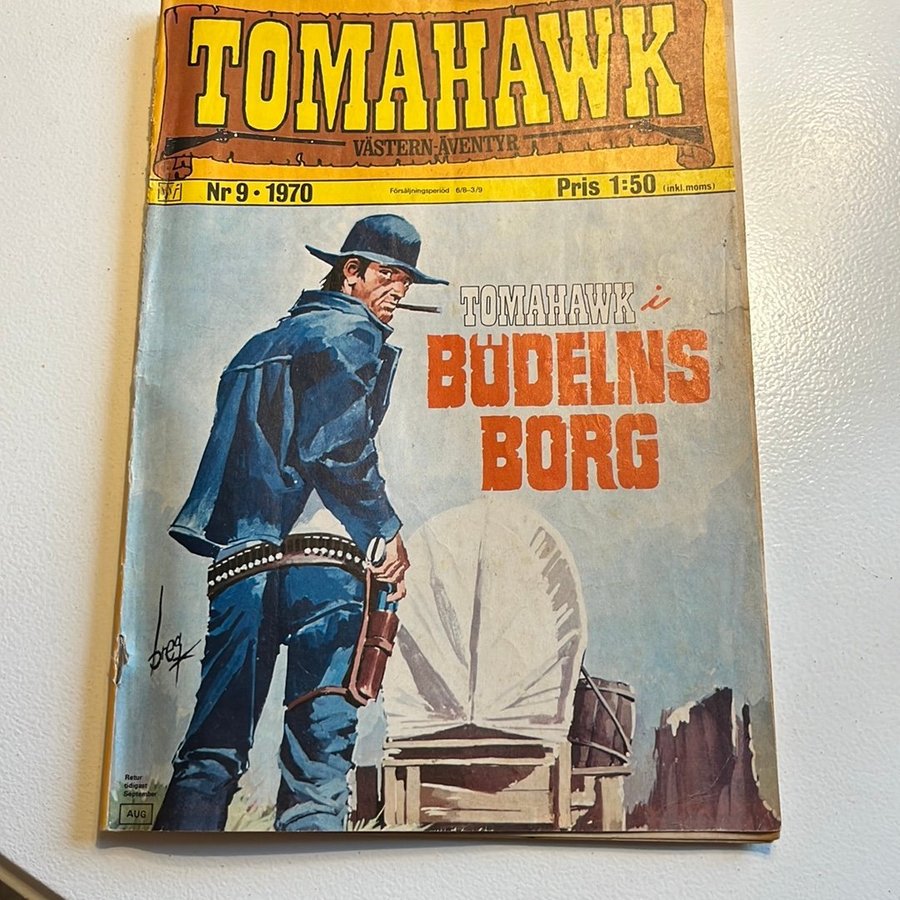 TOMAHAWK
VÄSTERN-ÄVENTYR
Nr 9 • 1970
Försäljningsperiod 6/8-3/9
Pris 1:50 (inkl. moms)
TOMAHAWK i
BÖDELNS
BORG
Retur
tidigast
September
AUG